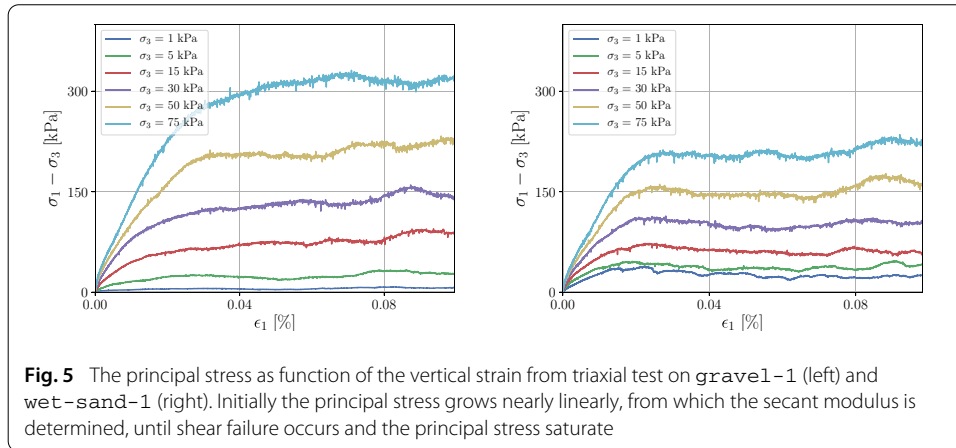 σ₃ = 1 kPa
σ₃ = 5 kPa
σ₃ = 15 kPa
σ₃ = 30 kPa
σ₃ = 50 kPa
σ₃ = 75 kPa
300
150
0
σ₁ − σ₃ [kPa]
0.00 0.04 0.08
ϵ₁ [%]
σ₃ = 1 kPa
σ₃ = 5 kPa
σ₃ = 15 kPa
σ₃ = 30 kPa
σ₃ = 50 kPa
σ₃ = 75 kPa
300
150
0
σ₁ − σ₃ [kPa]
0.00 0.04 0.08
ϵ₁ [%]
Fig. 5 The principal stress as function of the vertical strain from triaxial test on gravel-1 (left) and
wet-sand-1 (right). Initially the principal stress grows nearly linearly, from which the secant modulus is
determined, until shear failure occurs and the principal stress saturate